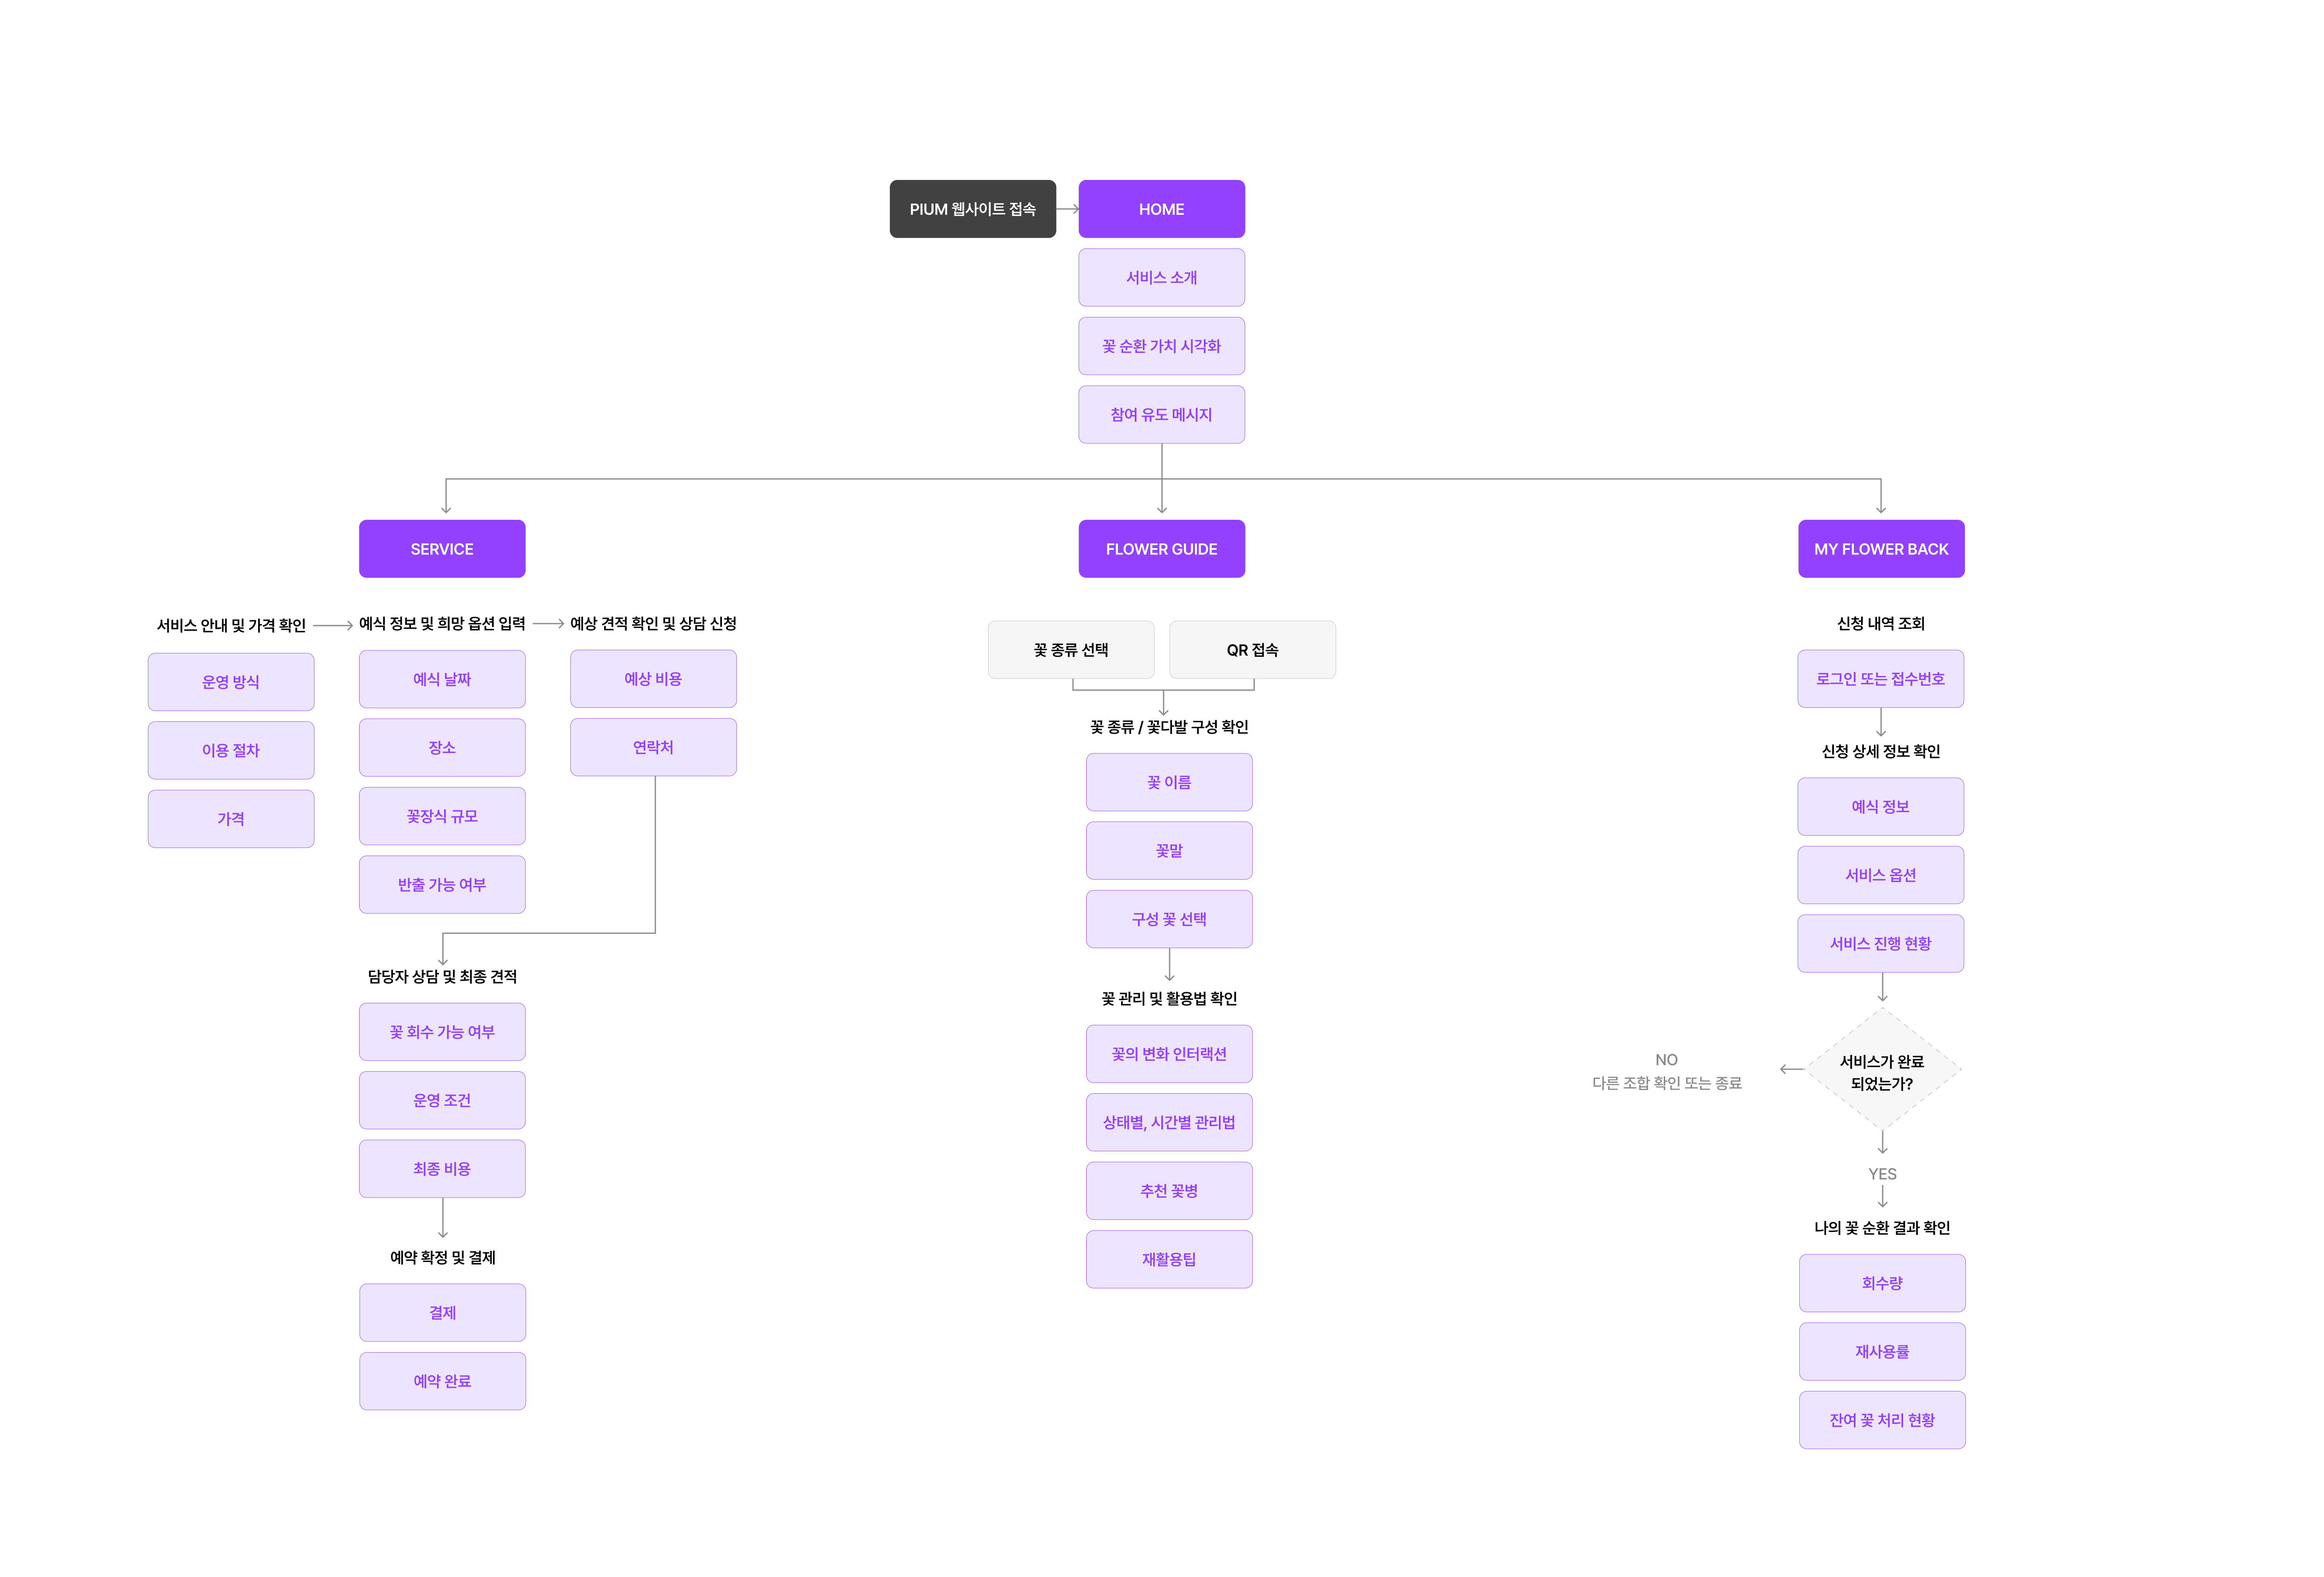 PIUM 웹사이트 접속
HOME
서비스 소개
꽃 순환 가치 시각화
참여 유도 메시지
SERVICE
서비스 안내 및 가격 확인
운영 방식
이용 절차
가격
예식 정보 및 희망 옵션 입력
예식 날짜
장소
꽃장식 규모
반출 가능 여부
예상 견적 확인 및 상담 신청
예상 비용
연락처
담당자 상담 및 최종 견적
꽃 회수 가능 여부
운영 조건
최종 비용
예약 확정 및 결제
결제
예약 완료
FLOWER GUIDE
꽃 종류 선택
QR 접속
꽃 종류 / 꽃다발 구성 확인
꽃 이름
꽃말
구성 꽃 선택
꽃 관리 및 활용법 확인
꽃의 변화 인터랙션
상태별, 시간별 관리법
추천 꽃병
재활용팁
MY FLOWER BACK
신청 내역 조회
로그인 또는 접수번호
신청 상세 정보 확인
예식 정보
서비스 옵션
서비스 진행 현황
서비스가 완료
되었는가?
NO
다른 조합 확인 또는 종료
YES
나의 꽃 순환 결과 확인
회수량
재사용률
잔여 꽃 처리 현황